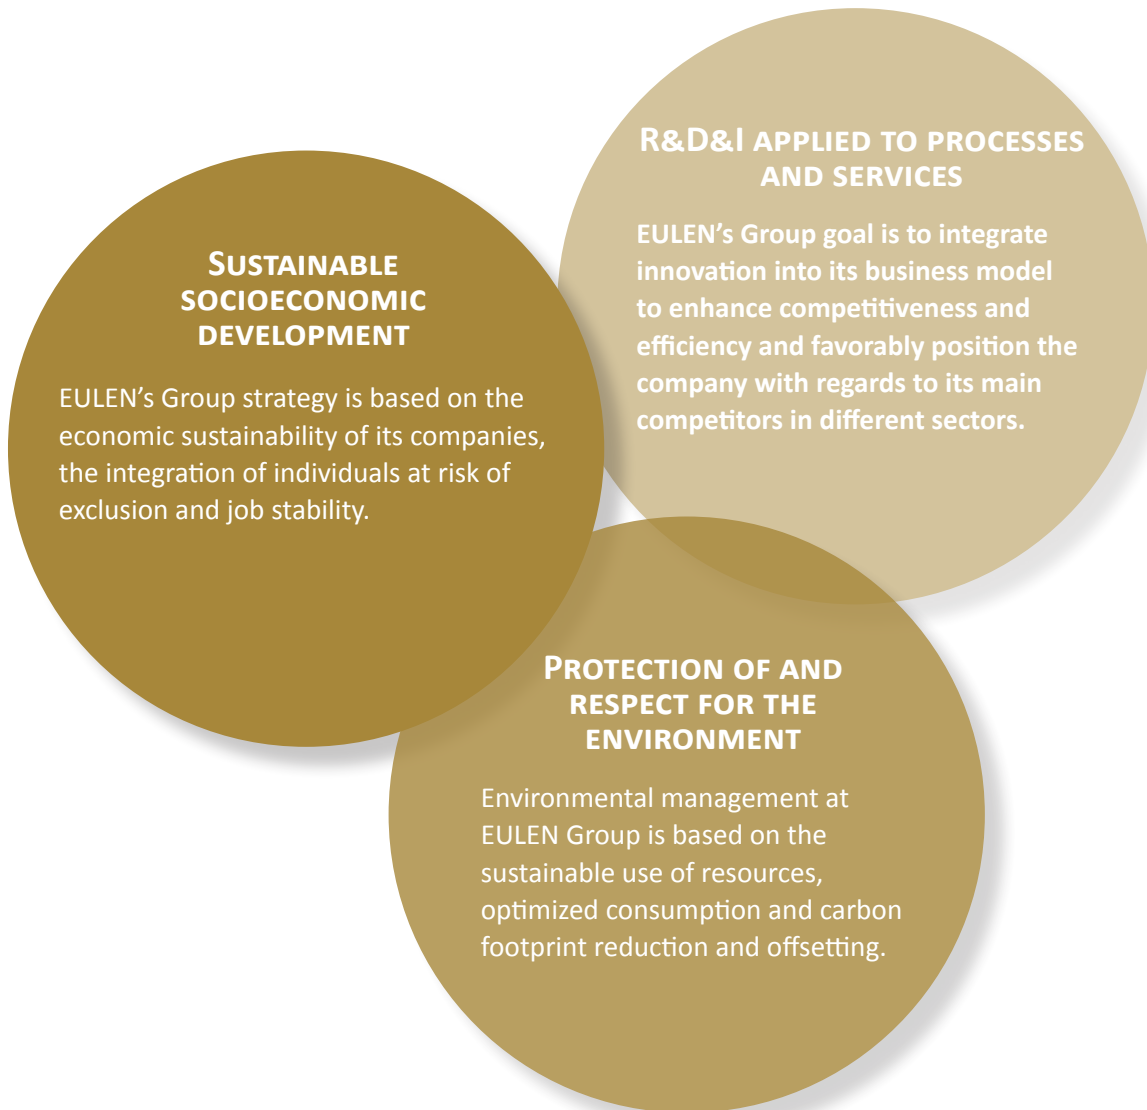 R&D&I APPLIED TO PROCESSES
AND SERVICES
EULEN's Group goal is to integrate
innovation into its business model
to enhance competitiveness and
efficiency and favorably position the
company with regards to its main
competitors in different sectors.
SUSTAINABLE
SOCIOECONOMIC
DEVELOPMENT
EULEN's Group strategy is based on the
economic sustainability of its companies,
the integration of individuals at risk of
exclusion and job stability.
PROTECTION OF AND
RESPECT FOR THE
ENVIRONMENT
Environmental management at
EULEN Group is based on the
sustainable use of resources,
optimized consumption and carbon
footprint reduction and offsetting.